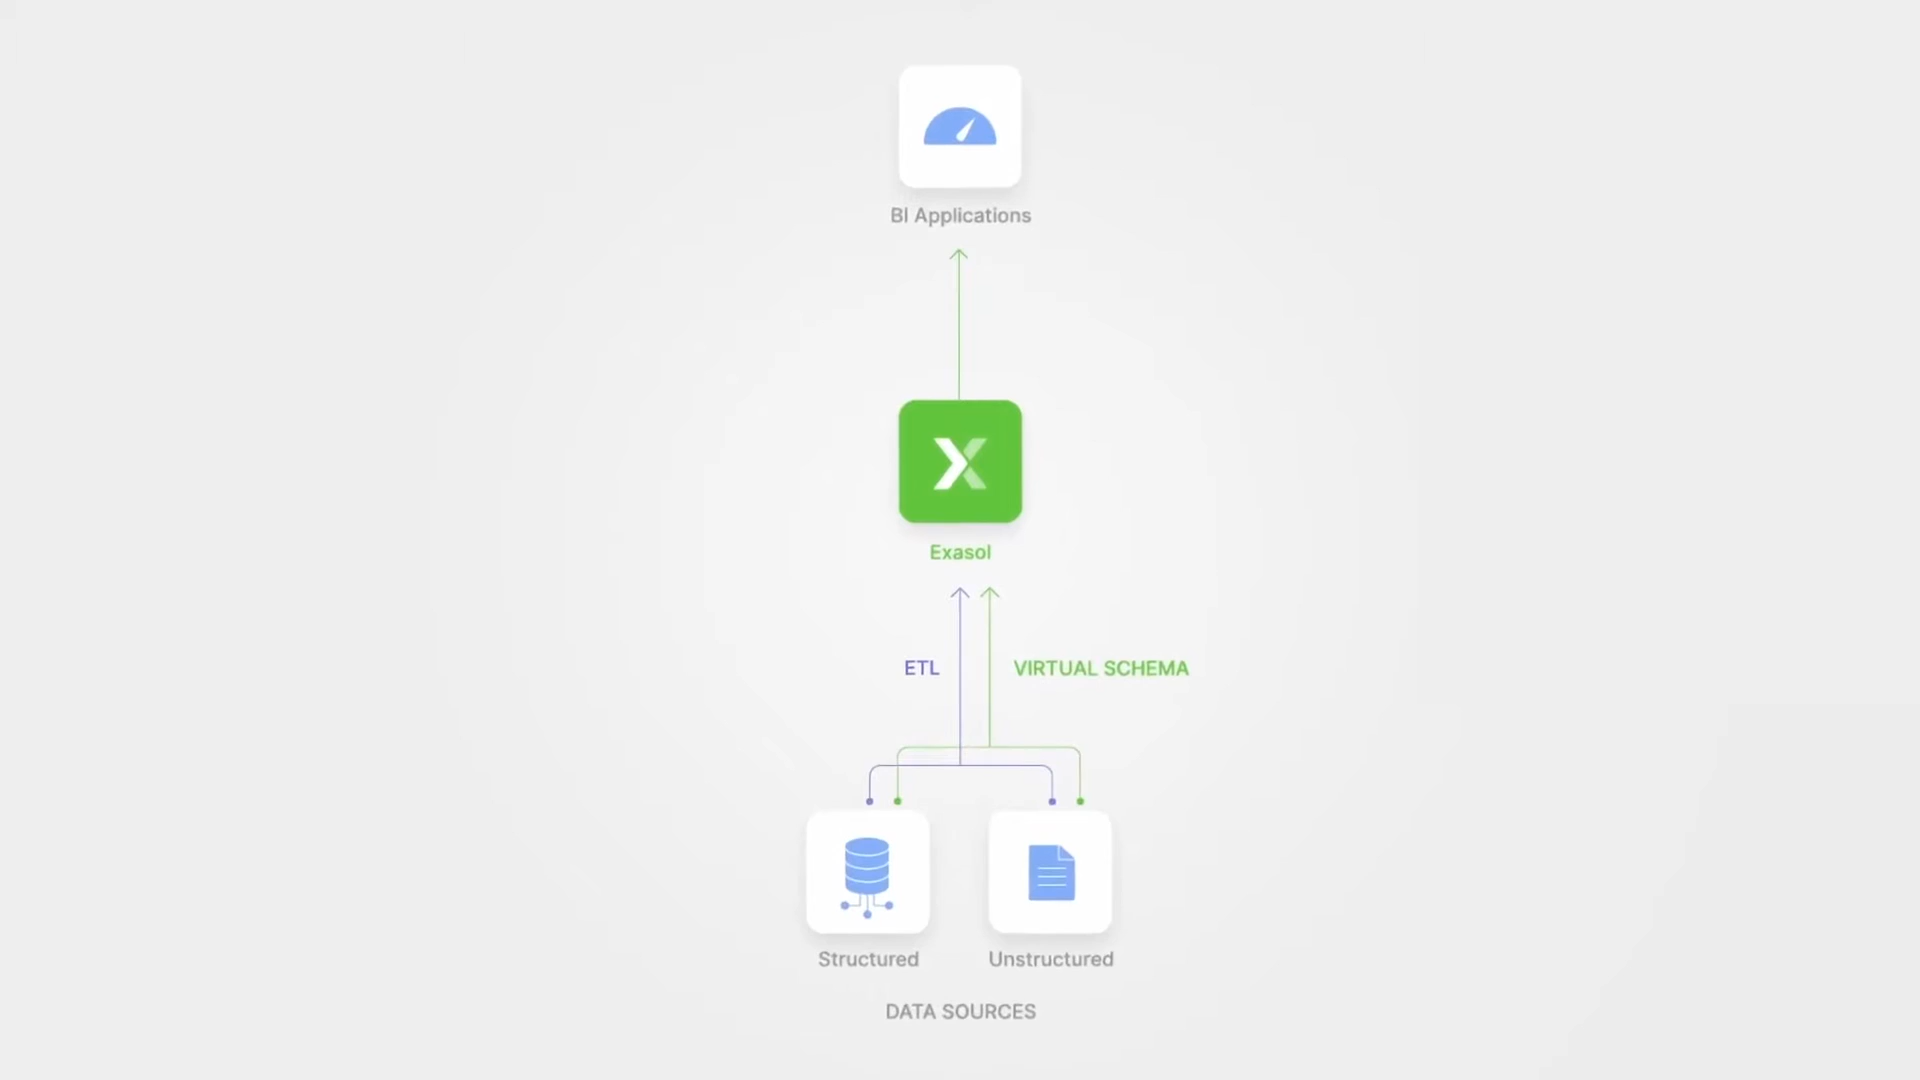 BI Applications
Exasol
ETL
VIRTUAL SCHEMA
Structured
Unstructured
DATA SOURCES